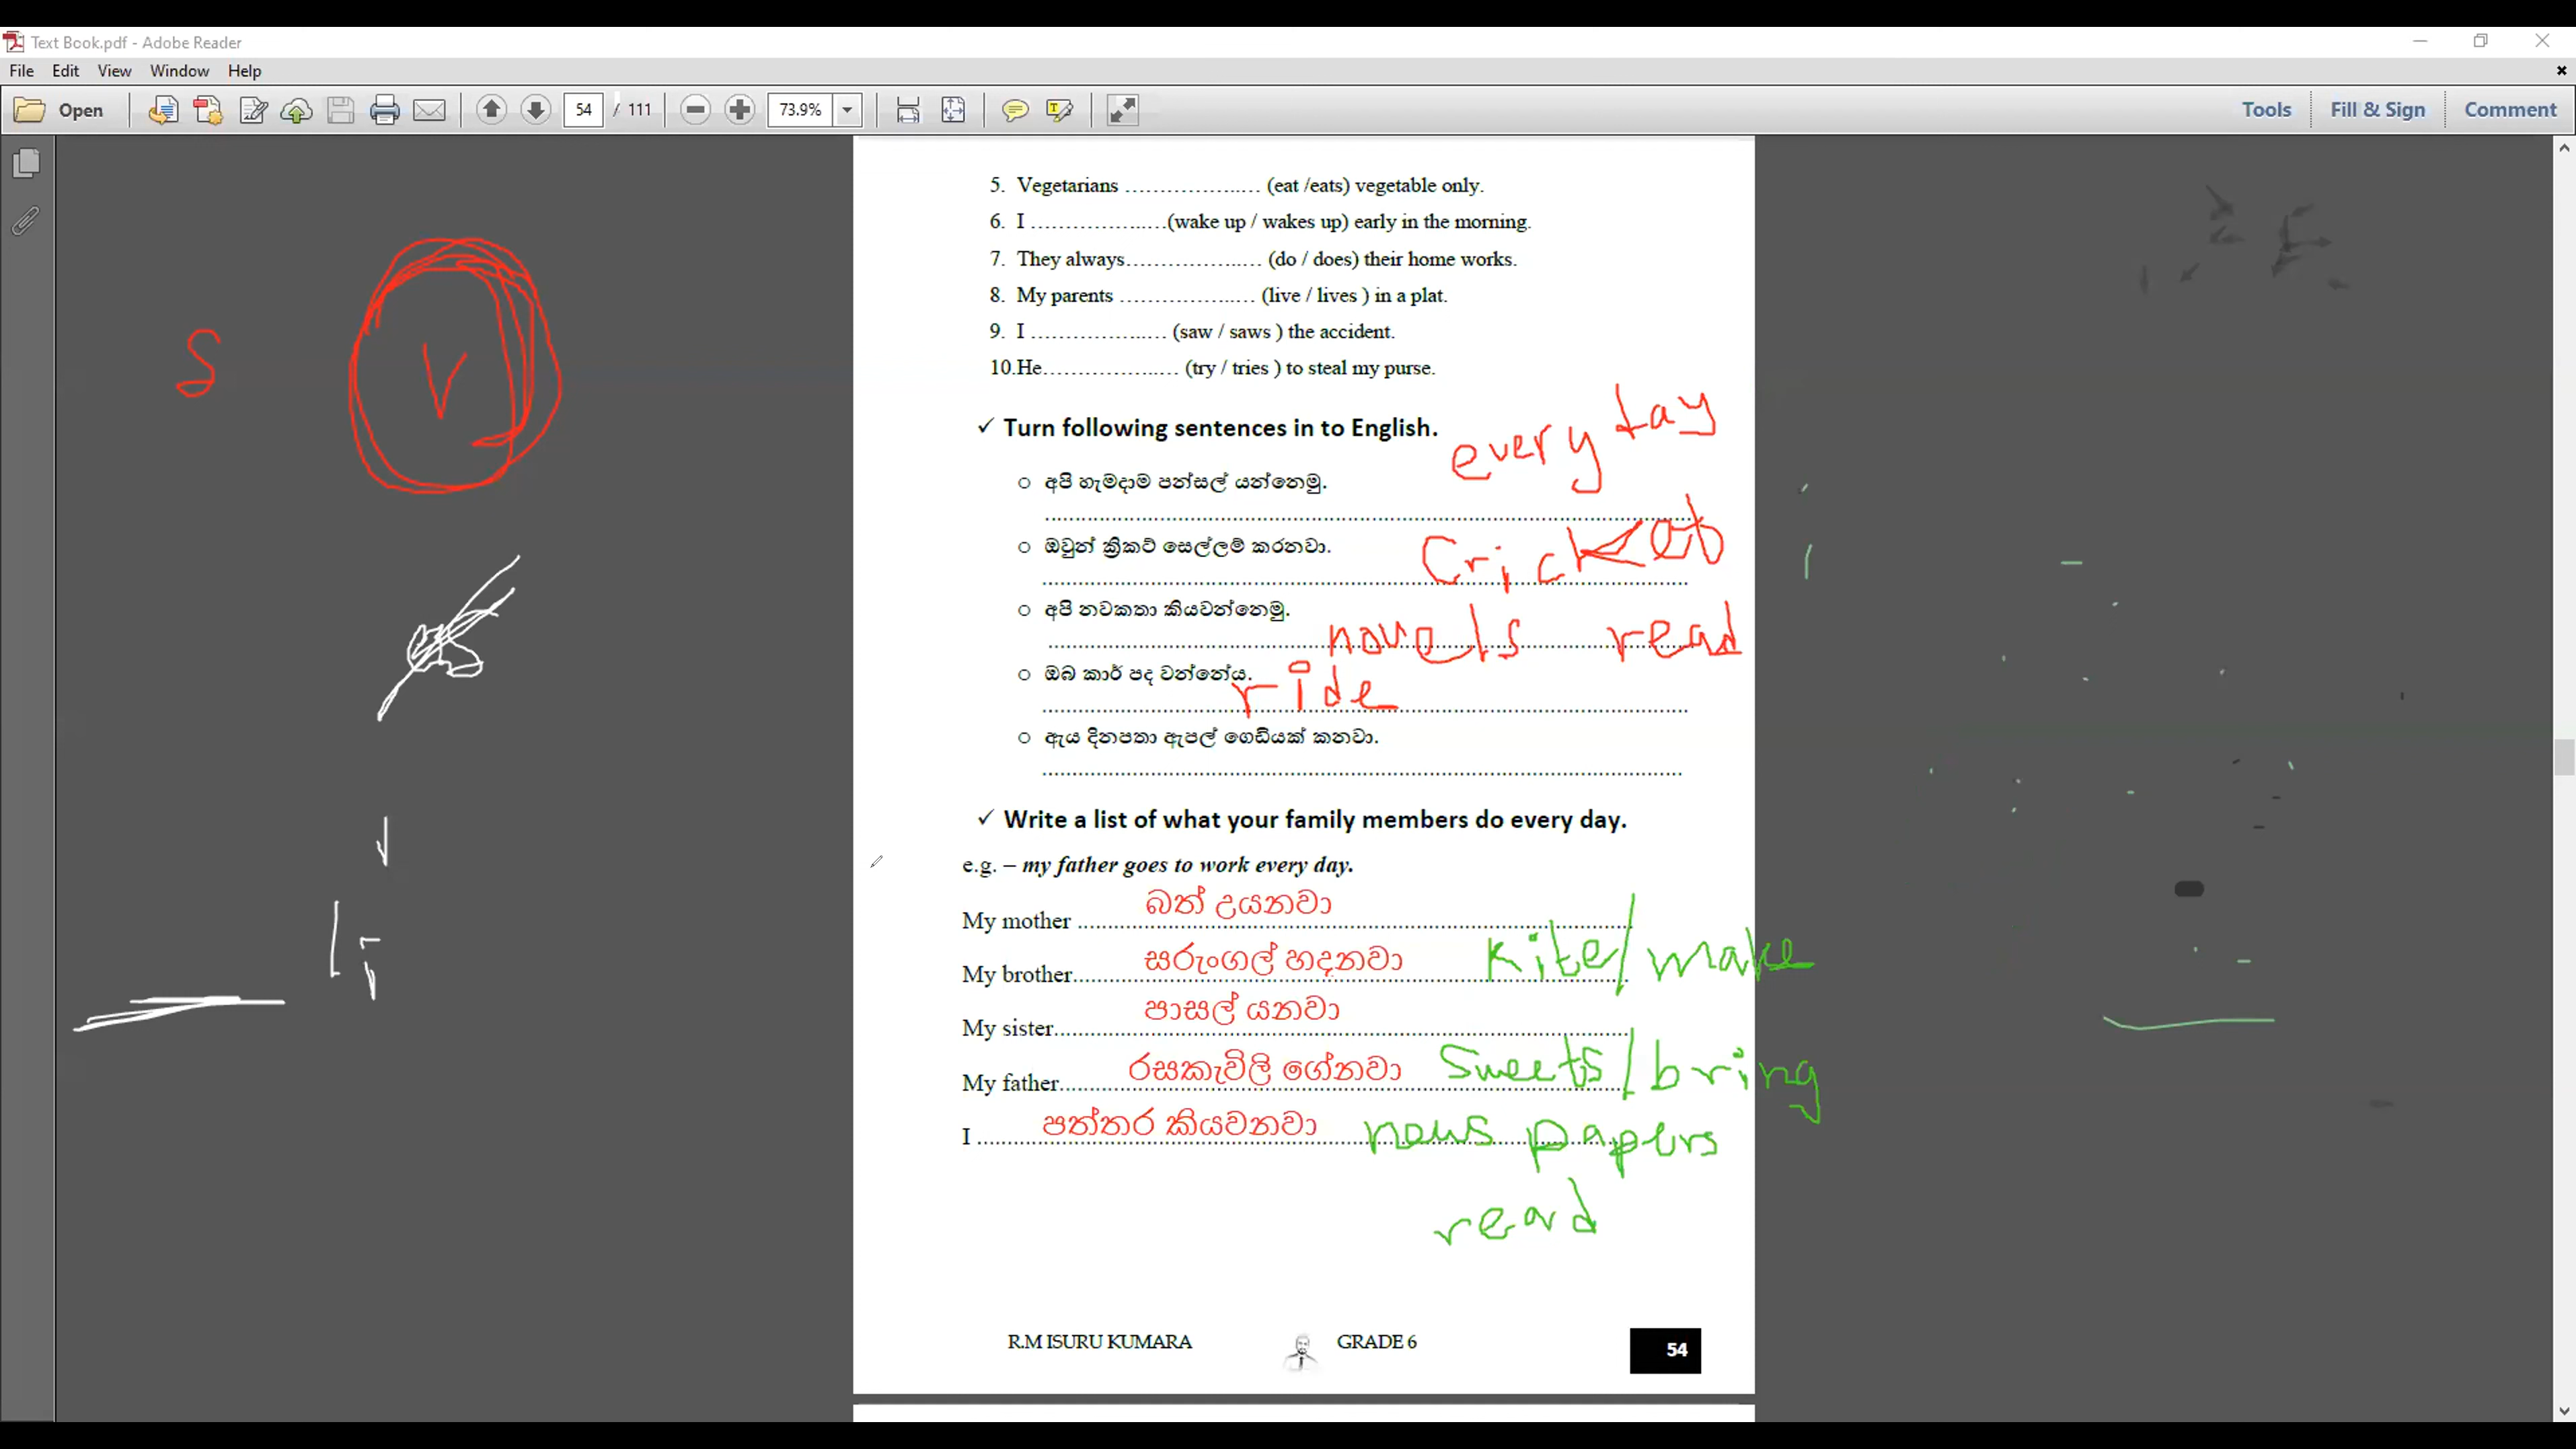 Text Book.pdf - Adobe Reader
File Edit View Window Help
Open 54 / 111 73.9% Tools Fill & Sign Comment
5. Vegetarians ………………..… (eat /eats) vegetable only.
6. I ………………..…(wake up / wakes up) early in the morning.
7. They always………………..… (do / does) their home works.
8. My parents ………………..… (live / lives ) in a plat.
9. I ………………..… (saw / saws ) the accident.
10.He………………..… (try / tries ) to steal my purse.
S V
✓ Turn following sentences in to English.
every day
○ අපි හැමදාම පන්සල් යන්නෙමු.
○ ඔවුන් ක්‍රිකට් සෙල්ලම් කරනවා.
Cricket
○ අපි නවකතා කියවන්නෙමු.
novels read
○ ඔබ කාර් පද වන්නේය.
ride
○ ඇය දිනපතා ඇපල් ගෙඩියක් කනවා.
✓ Write a list of what your family members do every day.
e.g. – my father goes to work every day.
My mother ........ බත් උයනවා
My brother........ සරුංගල් හදනවා Kite/ make
My sister........ පාසල් යනවා
My father........ රසකැවිලි ගේනවා Sweets/ bring
I ........ පත්තර කියවනවා news papers
read
R.M ISURU KUMARA GRADE 6 54